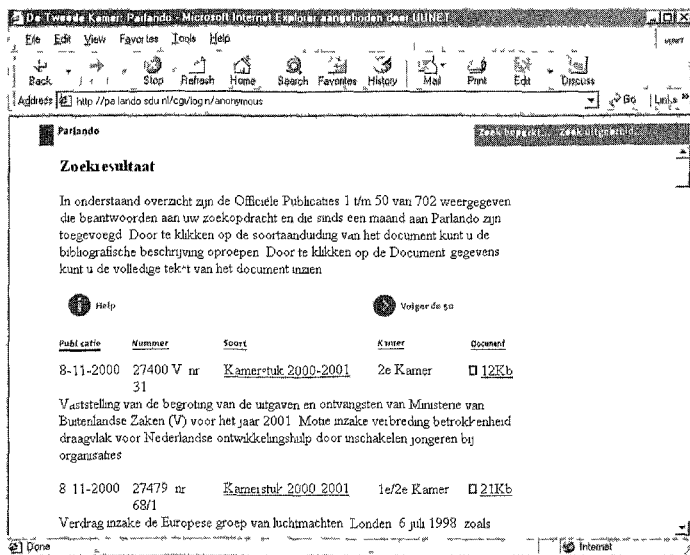 De Tweede Kamer: Parlando - Microsoft Internet Explorer aangeboden door UUNET
File Edit View Favorites Tools Help
Back Stop Refresh Home Search Favorites History Mail Print Edit Discuss
Address http://parlando.sdu.nl/cgi/login/anonymous Go Links »
Parlando
Zoekresultaat
In onderstaand overzicht zijn de Officiële Publicaties 1 t/m 50 van 702 weergegeven
die beantwoorden aan uw zoekopdracht en die sinds een maand aan Parlando zijn
toegevoegd Door te klikken op de soortaanduiding van het document kunt u de
bibliografische beschrijving oproepen Door te klikken op de Document gegevens
kunt u de volledige tekst van het document inzien
Help Volgende 50
Publicatie Nummer Soort Kamer Document
8-11-2000 27400 V nr 31 Kamerstuk 2000-2001 2e Kamer 12Kb
Vaststelling van de begroting van de uitgaven en ontvangsten van Ministerie van
Buitenlandse Zaken (V) voor het jaar 2001 Motie inzake verbreding betrokkenheid
draagvlak voor Nederlandse ontwikkelingshulp door inschakelen jongeren bij
organisaties
8 11-2000 27479 nr 68/1 Kamerstuk 2000 2001 1e/2e Kamer 21Kb
Verdrag inzake de Europese groep van luchtmachten Londen 6 juli 1998 zoals
Done Internet